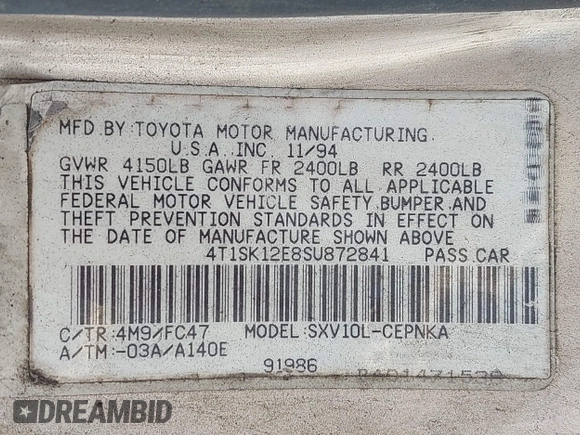 MFD. BY: TOYOTA MOTOR MANUFACTURING.
U.S.A. INC 11/94
GVWR 4150LB GAWR FR 2400LB RR 2400LB
THIS VEHICLE CONFORMS TO ALL APPLICABLE
FEDERAL MOTOR VEHICLE SAFETY, BUMPER, AND
THEFT PREVENTION STANDARDS IN EFFECT ON
THE DATE OF MANUFACTURE SHOWN ABOVE
4T1SK12E8SU872841 PASS. CAR
C/TR: 4M9/FC47 MODEL: SXV10L-CEPNKA
A/TM: -03A/A140E
91986
DREAMBID